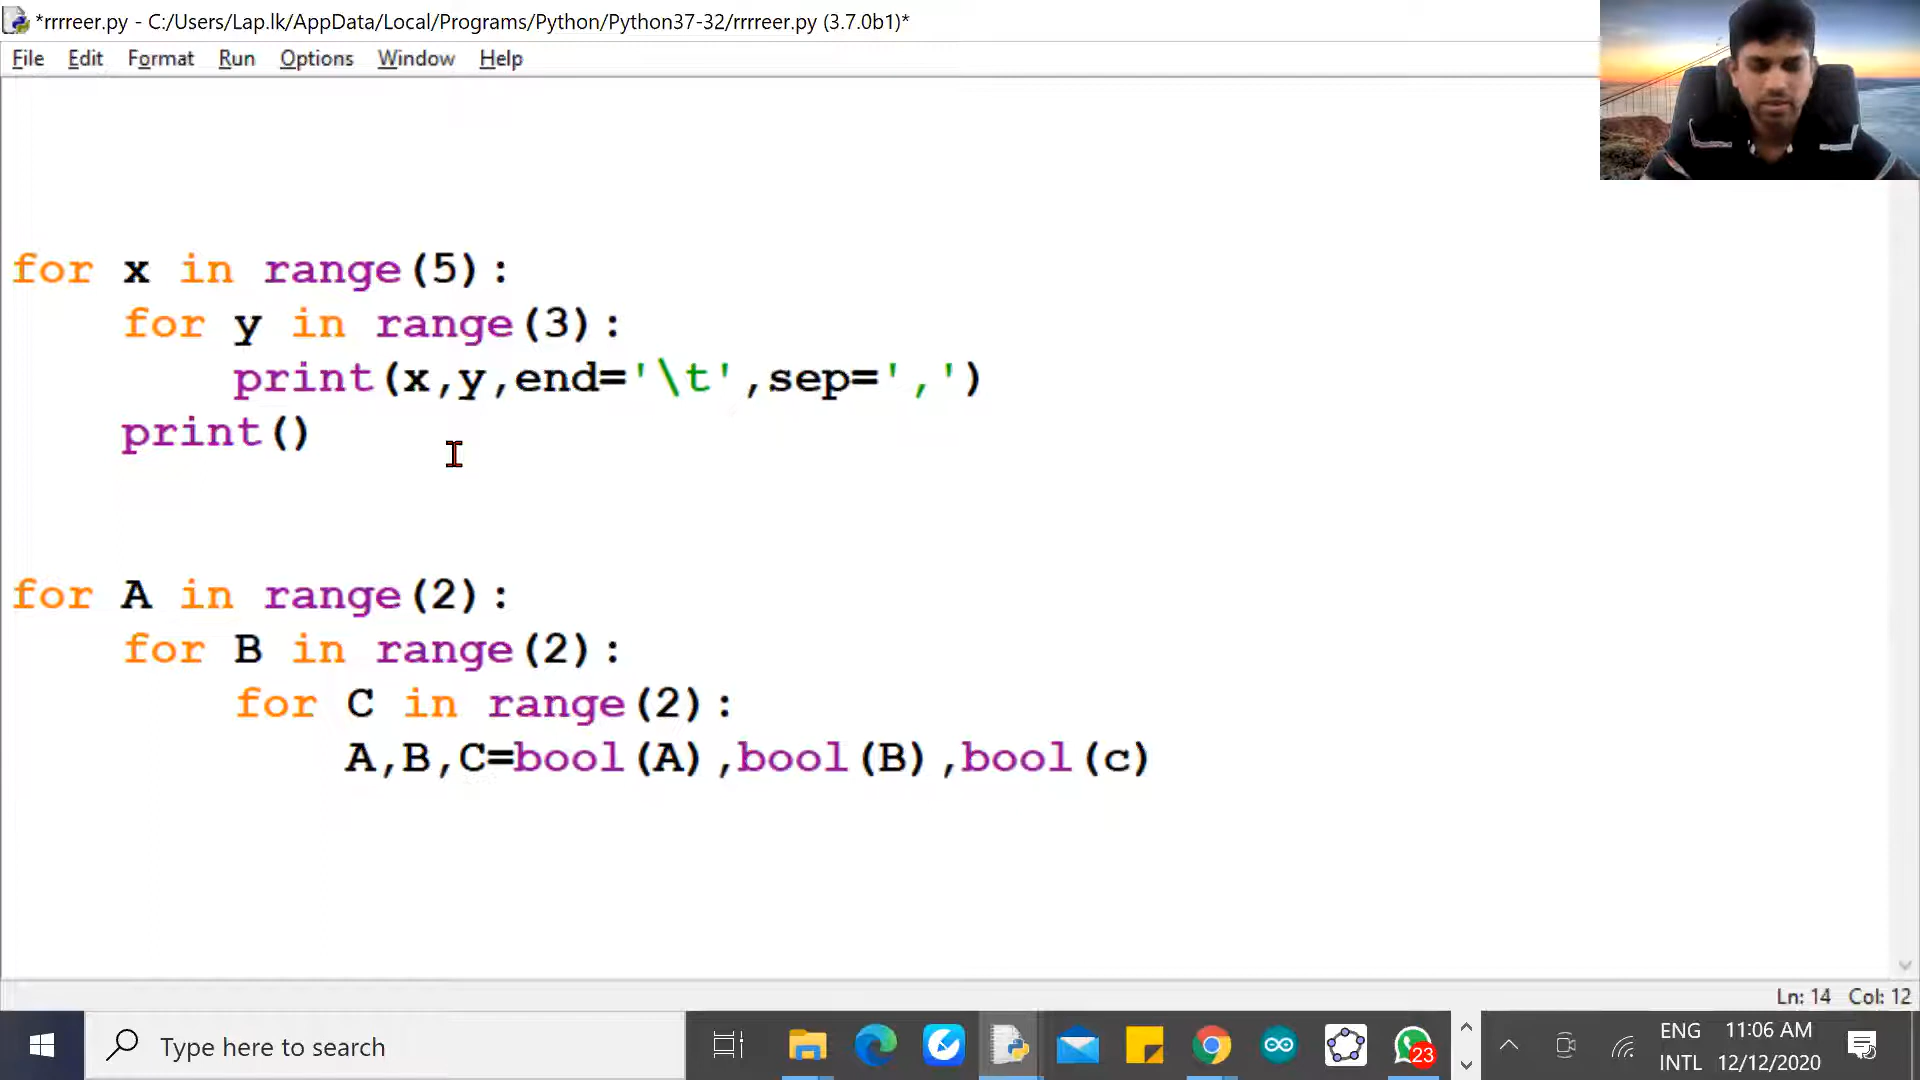 *rrrreer.py - C:/Users/Lap.lk/AppData/Local/Programs/Python/Python37-32/rrrreer.py (3.7.0b1)*
File Edit Format Run Options Window Help
for x in range(5):
    for y in range(3):
        print(x,y,end='\t',sep=',')
    print()
for A in range(2):
    for B in range(2):
        for C in range(2):
            A,B,C=bool(A),bool(B),bool(c)
Ln: 14 Col: 12
Type here to search
23
ENG 11:06 AM
INTL 12/12/2020